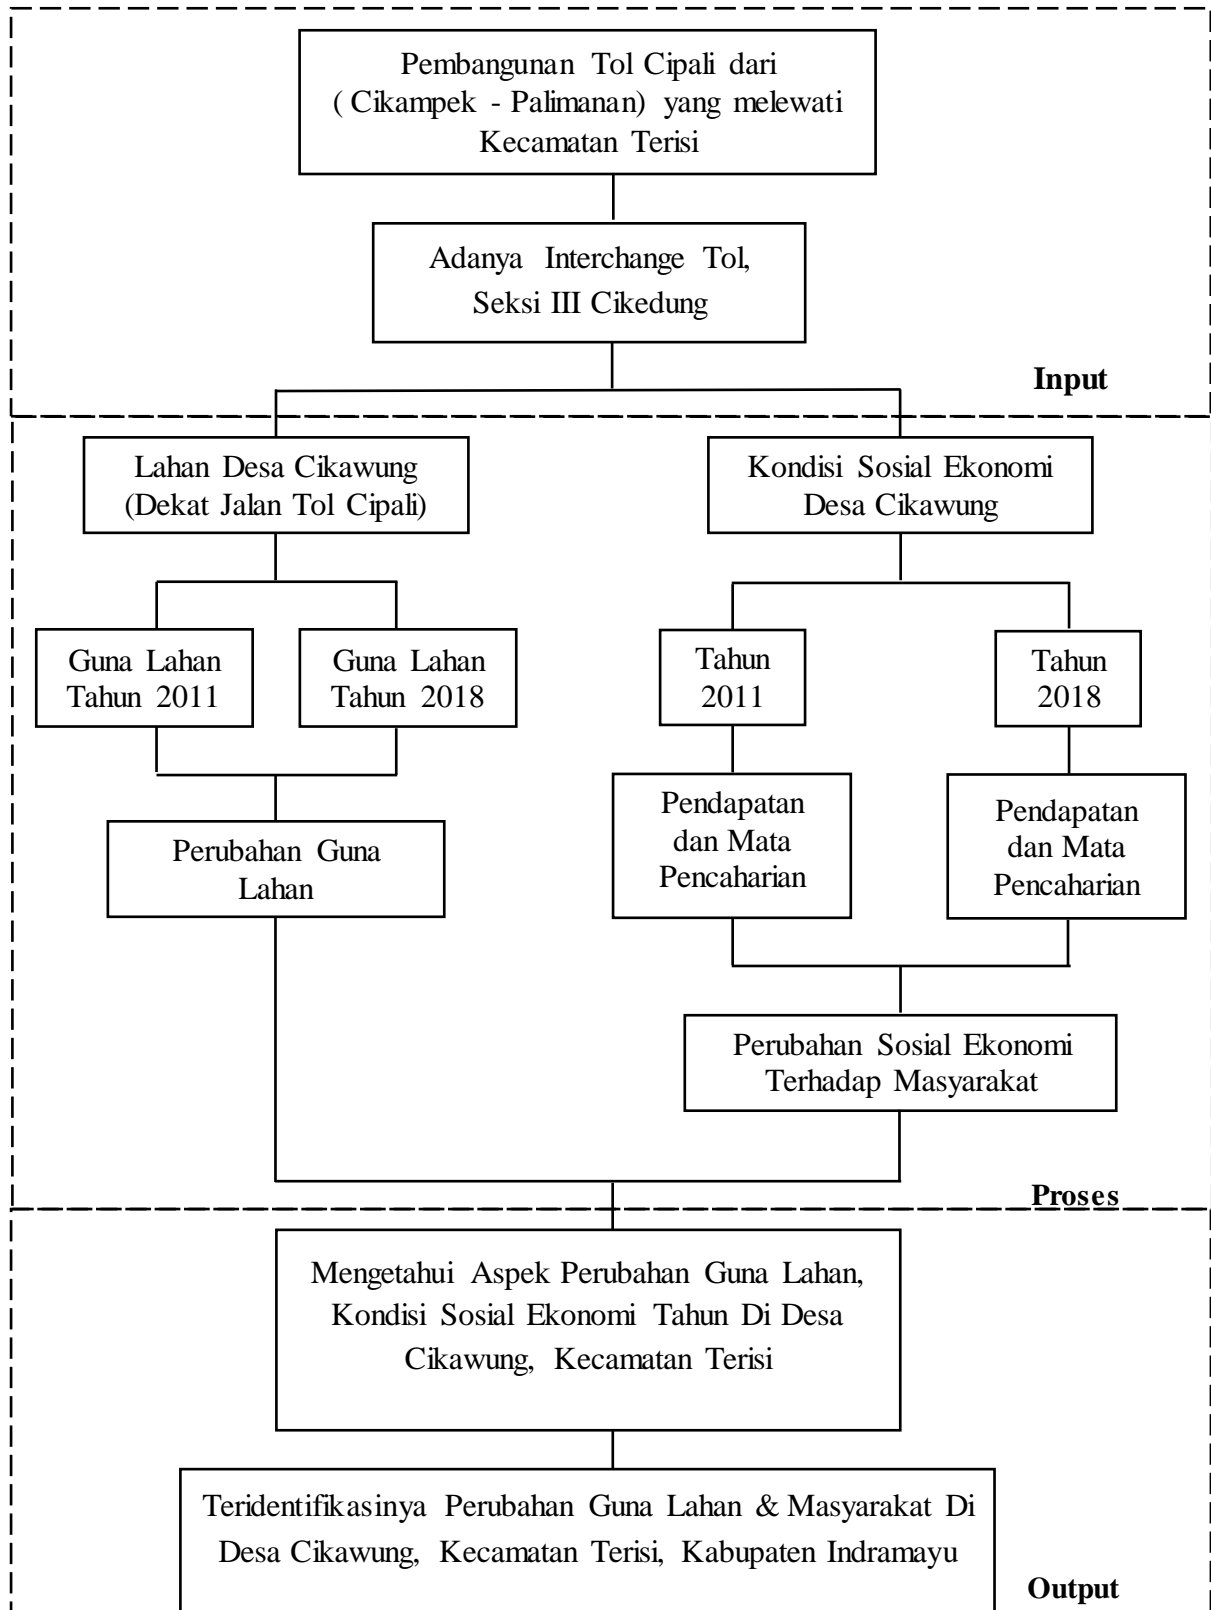 Pembangunan Tol Cipali dari
( Cikampek - Palimanan) yang melewati
Kecamatan Terisi
Adanya Interchange Tol,
Seksi III Cikedung
Input
Lahan Desa Cikawung
(Dekat Jalan Tol Cipali)
Kondisi Sosial Ekonomi
Desa Cikawung
Guna Lahan
Tahun 2011
Guna Lahan
Tahun 2018
Tahun
2011
Tahun
2018
Perubahan Guna
Lahan
Pendapatan
dan Mata
Pencaharian
Pendapatan
dan Mata
Pencaharian
Perubahan Sosial Ekonomi
Terhadap Masyarakat
Proses
Mengetahui Aspek Perubahan Guna Lahan,
Kondisi Sosial Ekonomi Tahun Di Desa
Cikawung, Kecamatan Terisi
Teridentifikasinya Perubahan Guna Lahan & Masyarakat Di
Desa Cikawung, Kecamatan Terisi, Kabupaten Indramayu
Output